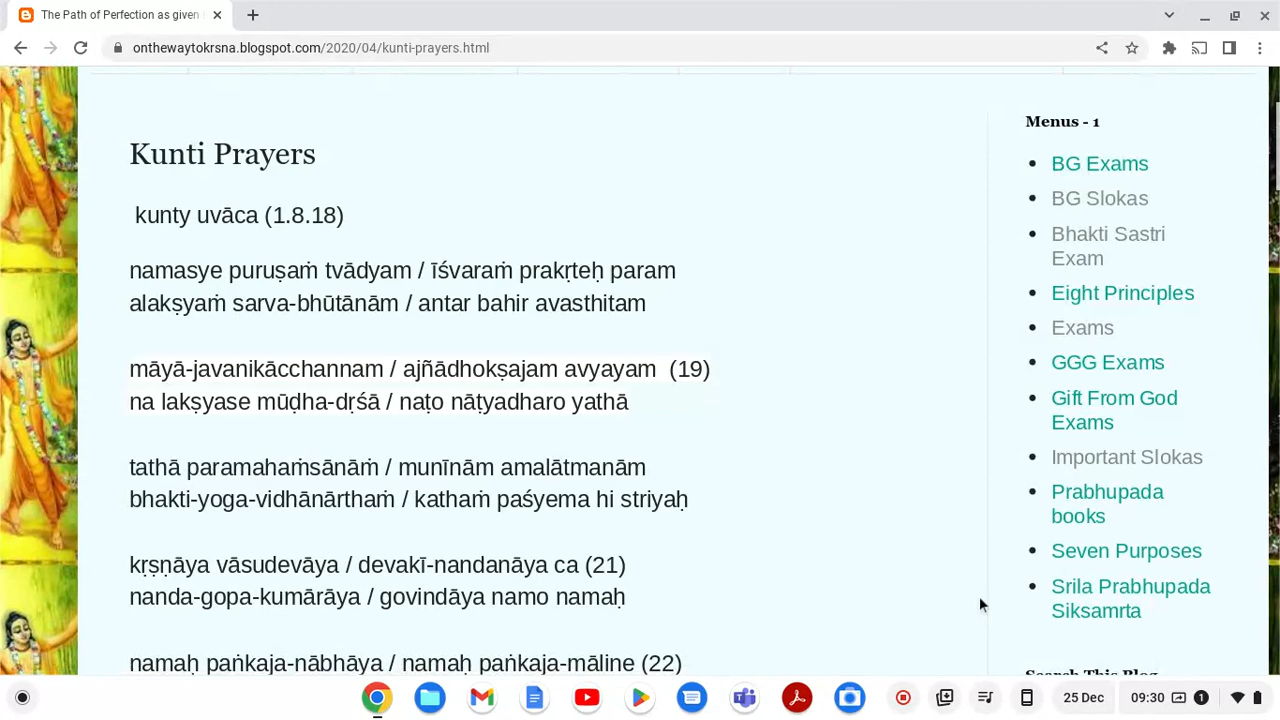 The Path of Perfection as given
onthewaytokrsna.blogspot.com/2020/04/kunti-prayers.html
Kunti Prayers
kunty uvāca (1.8.18)
namasye puruṣaṁ tvādyam / īśvaraṁ prakṛteḥ param
alakṣyaṁ sarva-bhūtānām / antar bahir avasthitam
māyā-javanikācchannam / ajñādhokṣajam avyayam (19)
na lakṣyase mūḍha-dṛśā / naṭo nāṭyadharo yathā
tathā paramahaṁsānāṁ / munīnām amalātmanām
bhakti-yoga-vidhānārthaṁ / kathaṁ paśyema hi striyaḥ
kṛṣṇāya vāsudevāya / devakī-nandanāya ca (21)
nanda-gopa-kumārāya / govindāya namo namaḥ
namaḥ paṅkaja-nābhāya / namaḥ paṅkaja-māline (22)
Menus - 1
BG Exams
BG Slokas
Bhakti Sastri
Exam
Eight Principles
Exams
GGG Exams
Gift From God
Exams
Important Slokas
Prabhupada
books
Seven Purposes
Srila Prabhupada
Siksamrta
Search This Blog
25 Dec
09:30
1